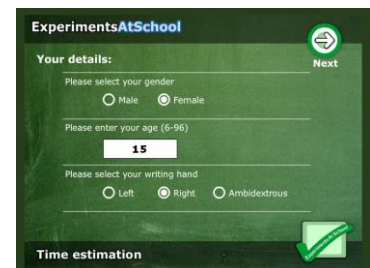 ExperimentsAtSchool
Next
Your details:
Please select your gender
Male Female
Please enter your age (6-96)
15
Please select your writing hand
Left Right Ambidextrous
ExperimentsAtSchool
Time estimation